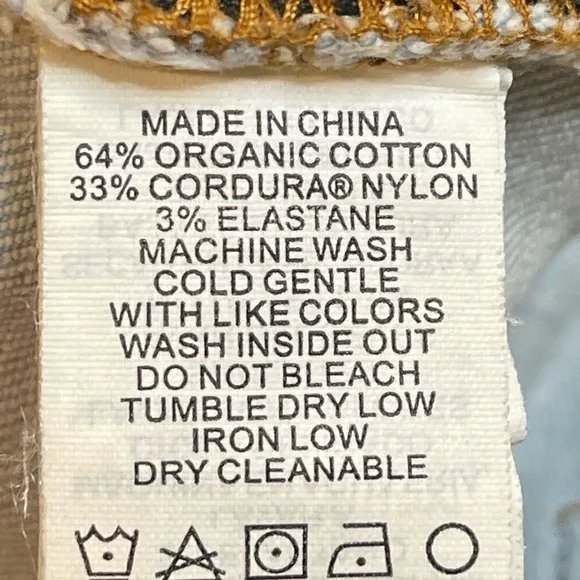 MADE IN CHINA
64% ORGANIC COTTON
33% CORDURA® NYLON
3% ELASTANE
MACHINE WASH
COLD GENTLE
WITH LIKE COLORS
WASH INSIDE OUT
DO NOT BLEACH
TUMBLE DRY LOW
IRON LOW
DRY CLEANABLE